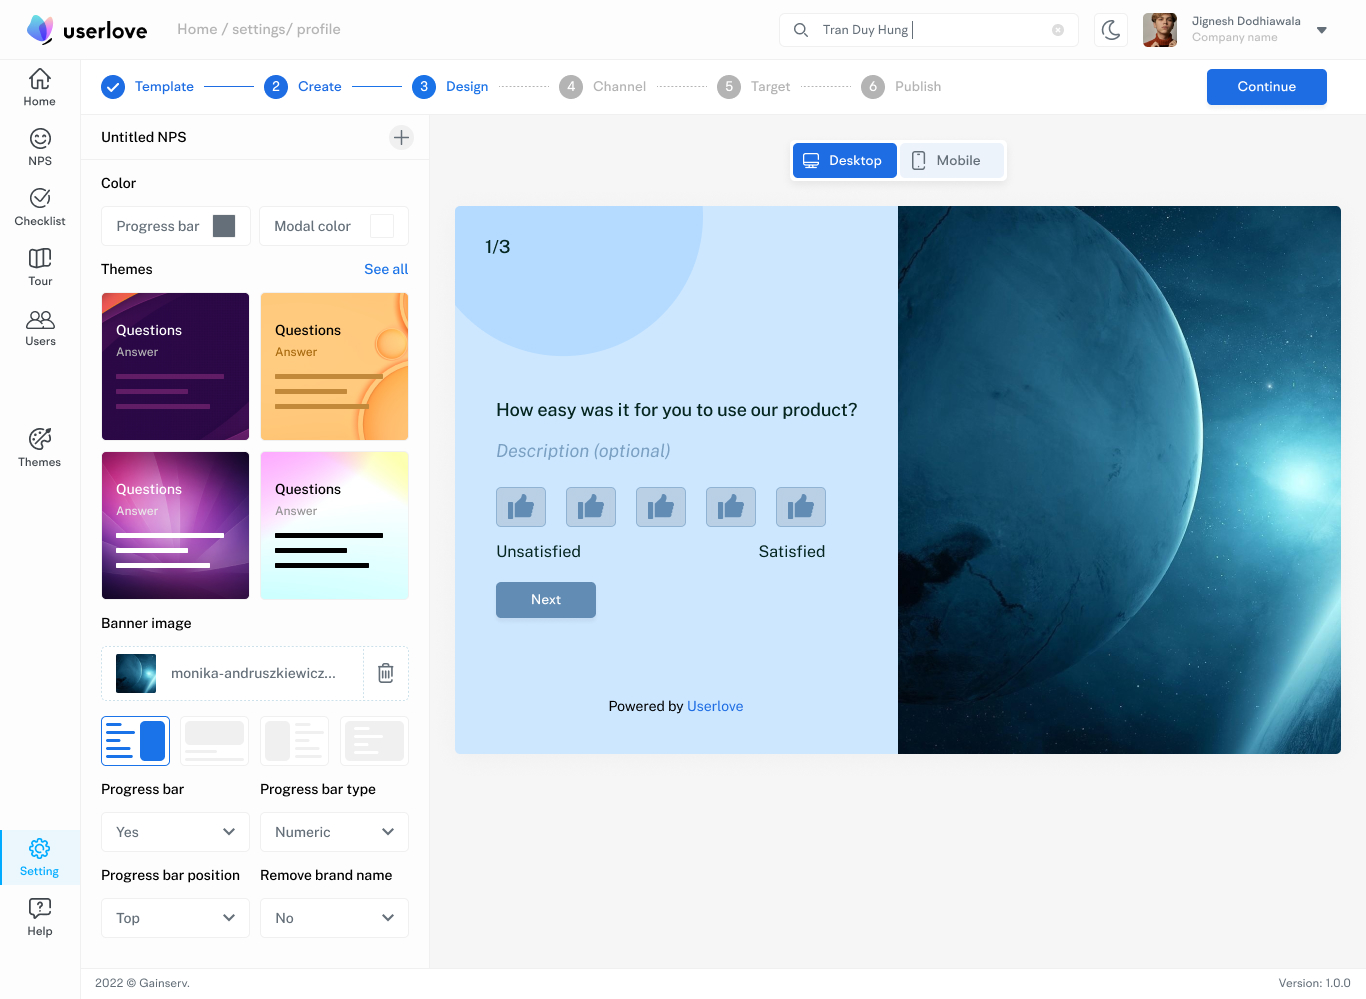 userlove
Home / settings/ profile
Tran Duy Hung
Jignesh Dodhiawala
Company name
Home
NPS
Checklist
Tour
Users
Themes
Setting
Help
Template
2 Create
3 Design
4 Channel
5 Target
6 Publish
Continue
Untitled NPS
Color
Progress bar
Modal color
Themes
See all
Questions
Answer
Questions
Answer
Questions
Answer
Questions
Answer
Banner image
monika-andruszkiewicz...
Progress bar
Progress bar type
Yes
Numeric
Progress bar position
Remove brand name
Top
No
Desktop
Mobile
1/3
How easy was it for you to use our product?
Description (optional)
Unsatisfied
Satisfied
Next
Powered by Userlove
2022 © Gainserv.
Version: 1.0.0